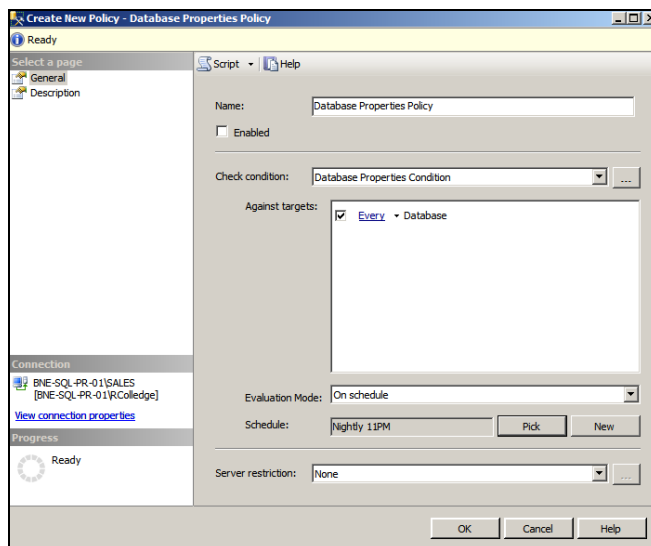 Create New Policy - Database Properties Policy
Ready
Select a page
General
Description
Script
Help
Name:
Database Properties Policy
Enabled
Check condition:
Database Properties Condition
...
Against targets:
Every
Database
Connection
BNE-SQL-PR-01\SALES
[BNE-SQL-PR-01\RColledge]
View connection properties
Evaluation Mode:
On schedule
Schedule:
Nightly 11PM
Pick
New
Progress
Ready
Server restriction:
None
...
OK
Cancel
Help